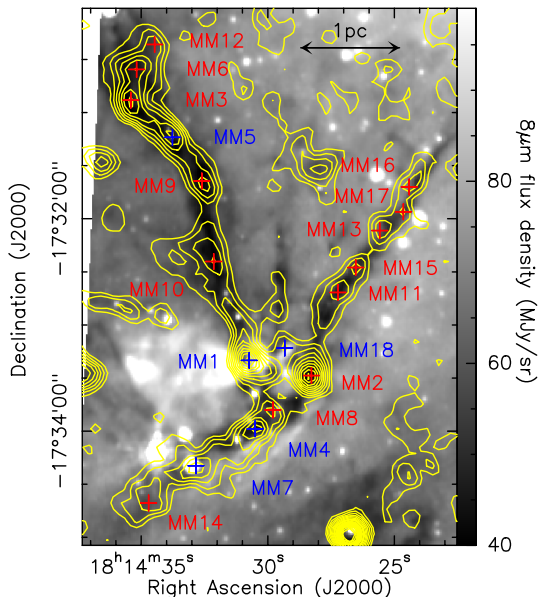 1pc
MM12
MM6
MM3
MM5
MM9
MM16
MM17
MM13
MM15
MM10
MM11
MM1
MM18
MM2
MM8
MM4
MM7
MM14
Declination (J2000)
−17°32'00"
−17°34'00"
18ʰ14ᵐ35ˢ
30ˢ
25ˢ
Right Ascension (J2000)
80
60
40
8μm flux density (MJy/sr)